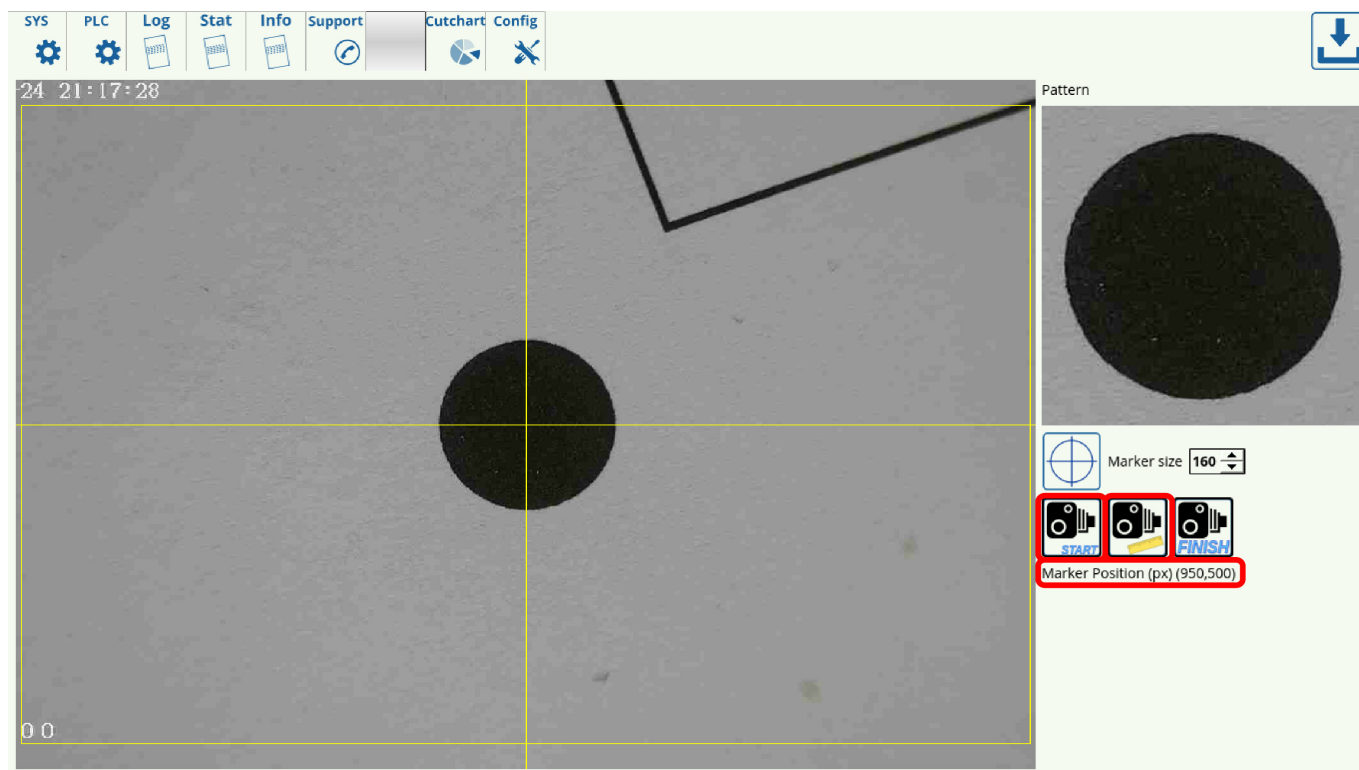 SYS PLC Log Stat Info Support Cutchart Config
24 21:17:28
Pattern
Marker size 160
START FINISH
Marker Position (px) (950,500)
0 0